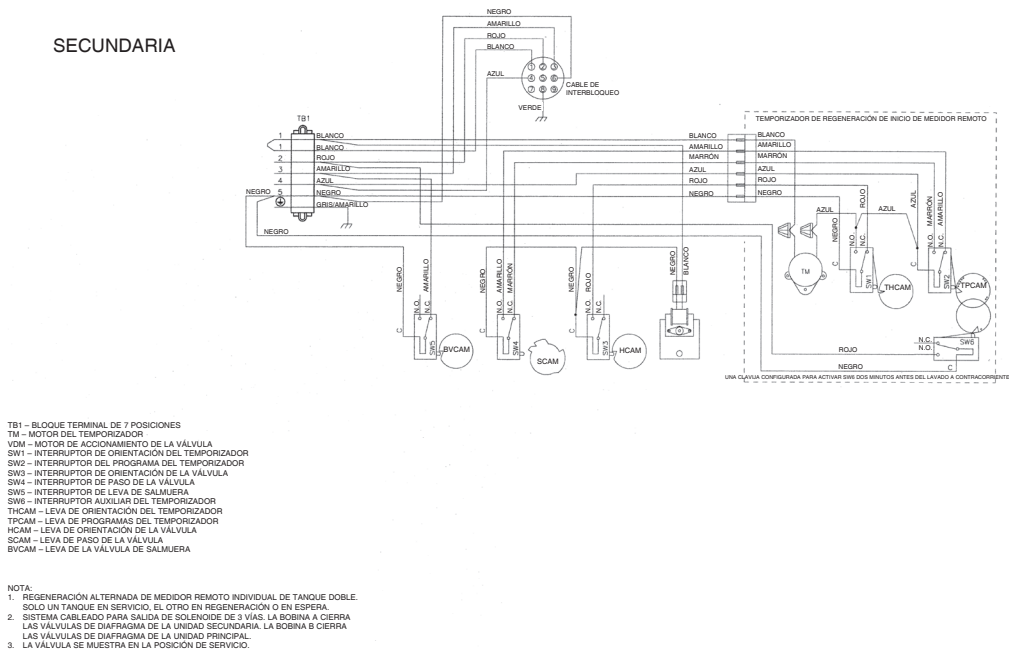 SECUNDARIA
NEGRO
AMARILLO
ROJO
BLANCO
AZUL
1 2 3
4 5 6
7 8 9
CABLE DE
INTERBLOQUEO
VERDE
TB1
1 BLANCO
1 BLANCO
2 ROJO
3 AMARILLO
4 AZUL
NEGRO 5 NEGRO
GRIS/AMARILLO
NEGRO
BLANCO
AMARILLO
MARRÓN
AZUL
ROJO
NEGRO
TEMPORIZADOR DE REGENERACIÓN DE INICIO DE MEDIDOR REMOTO
BLANCO
AMARILLO
MARRÓN
AZUL
ROJO
NEGRO
AZUL
NEGRO
ROJO
AZUL
AZUL
MARRÓN
AMARILLO
C
N.O.
N.C.
SW1
TM
THCAM
C
N.O.
N.C.
SW2
TPCAM
NEGRO
AMARILLO
C
N.O.
N.C.
SW5
BVCAM
NEGRO
AMARILLO
MARRÓN
C
N.O.
N.C.
SW4
SCAM
NEGRO
ROJO
C
N.O.
N.C.
SW3
HCAM
NEGRO
BLANCO
N.C.
N.O.
SW6
C
ROJO
NEGRO
UNA CLAVIJA CONFIGURADA PARA ACTIVAR SW6 DOS MINUTOS ANTES DEL LAVADO A CONTRACORRIENTE
TB1 – BLOQUE TERMINAL DE 7 POSICIONES
TM – MOTOR DEL TEMPORIZADOR
VDM – MOTOR DE ACCIONAMIENTO DE LA VÁLVULA
SW1 – INTERRUPTOR DE ORIENTACIÓN DEL TEMPORIZADOR
SW2 – INTERRUPTOR DEL PROGRAMA DEL TEMPORIZADOR
SW3 – INTERRUPTOR DE ORIENTACIÓN DE LA VÁLVULA
SW4 – INTERRUPTOR DE PASO DE LA VÁLVULA
SW5 – INTERRUPTOR DE LEVA DE SALMUERA
SW6 – INTERRUPTOR AUXILIAR DEL TEMPORIZADOR
THCAM – LEVA DE ORIENTACIÓN DEL TEMPORIZADOR
TPCAM – LEVA DE PROGRAMAS DEL TEMPORIZADOR
HCAM – LEVA DE ORIENTACIÓN DE LA VÁLVULA
SCAM – LEVA DE PASO DE LA VÁLVULA
BVCAM – LEVA DE LA VÁLVULA DE SALMUERA
NOTA:
1. REGENERACIÓN ALTERNADA DE MEDIDOR REMOTO INDIVIDUAL DE TANQUE DOBLE.
SOLO UN TANQUE EN SERVICIO, EL OTRO EN REGENERACIÓN O EN ESPERA.
2. SISTEMA CABLEADO PARA SALIDA DE SOLENOIDE DE 3 VÍAS. LA BOBINA A CIERRA
LAS VÁLVULAS DE DIAFRAGMA DE LA UNIDAD SECUNDARIA. LA BOBINA B CIERRA
LAS VÁLVULAS DE DIAFRAGMA DE LA UNIDAD PRINCIPAL.
3. LA VÁLVULA SE MUESTRA EN LA POSICIÓN DE SERVICIO.